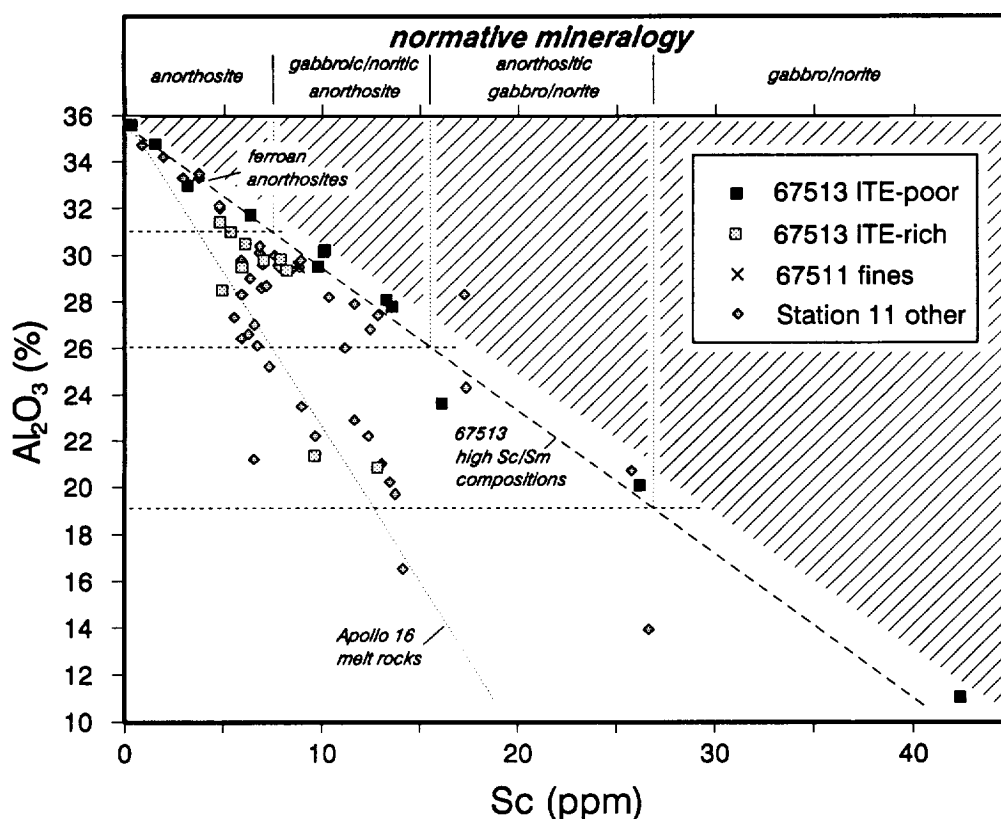 normative mineralogy
anorthosite
gabbroic/noritic
anorthosite
anorthositic
gabbro/norite
gabbro/norite
36
34
32
30
28
26
24
22
20
18
16
14
12
10
Al2O3 (%)
ferroan
anorthosites
67513 ITE-poor
67513 ITE-rich
67511 fines
Station 11 other
67513
high Sc/Sm
compositions
Apollo 16
melt rocks
0
10
20
30
40
Sc (ppm)